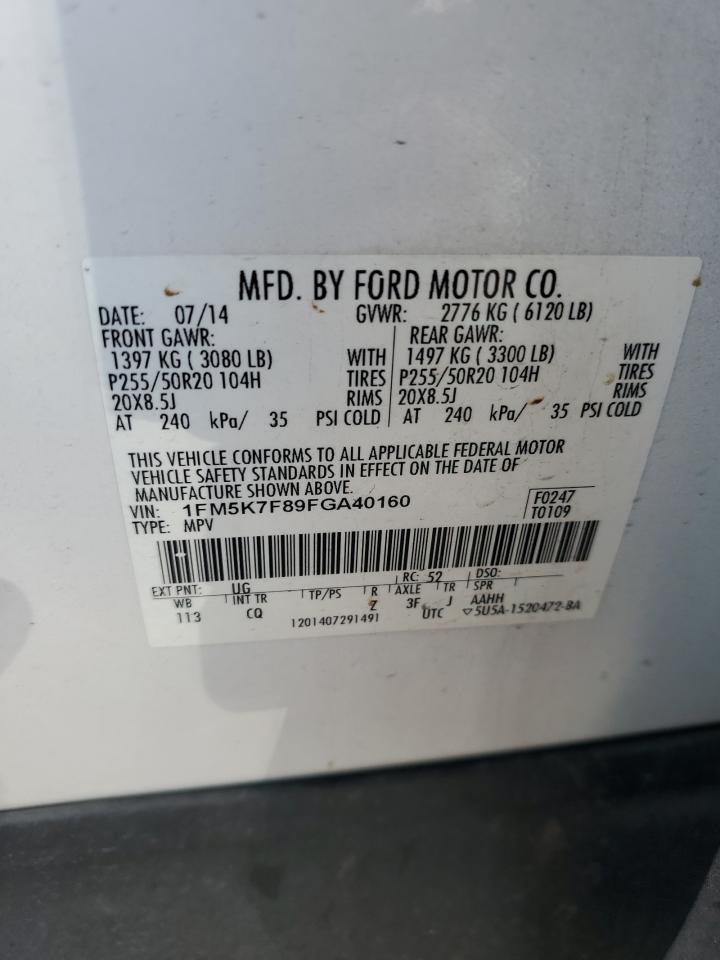 MFD. BY FORD MOTOR CO.
DATE: 07/14 GVWR: 2776 KG ( 6120 LB)
FRONT GAWR: REAR GAWR:
1397 KG ( 3080 LB) WITH 1497 KG ( 3300 LB) WITH
P255/50R20 104H TIRES P255/50R20 104H TIRES
20X8.5J RIMS 20X8.5J RIMS
AT 240 kPa/ 35 PSI COLD AT 240 kPa/ 35 PSI COLD
THIS VEHICLE CONFORMS TO ALL APPLICABLE FEDERAL MOTOR
VEHICLE SAFETY STANDARDS IN EFFECT ON THE DATE OF
MANUFACTURE SHOWN ABOVE.
VIN: 1FM5K7F89FGA40160 F0247
TYPE: MPV T0109
EXT PNT: UG RC: 52 DSO:
WB INT TR TP/PS R AXLE TR SPR
113 CQ Z 3F J AAHH
1201407291491 UTC ▽5U5A-1520472-BA